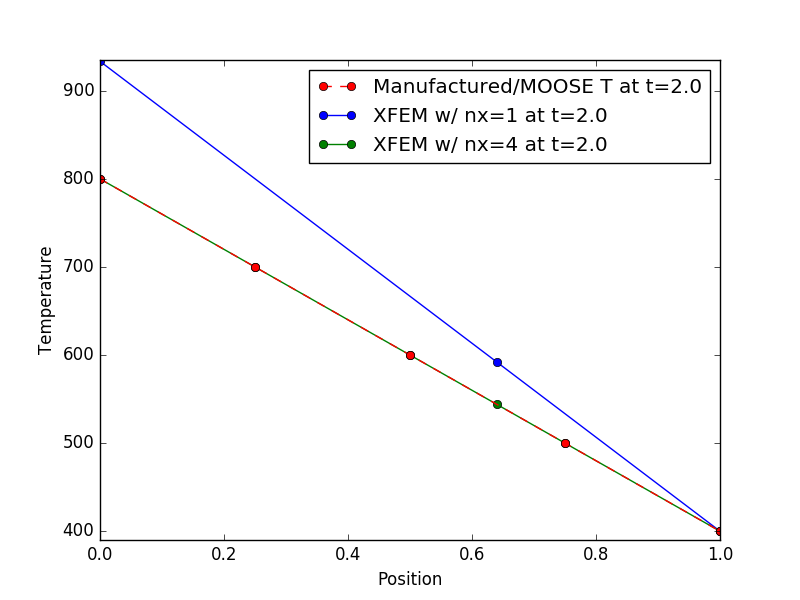 Manufactured/MOOSE T at t=2.0
XFEM w/ nx=1 at t=2.0
XFEM w/ nx=4 at t=2.0
900
800
700
600
500
400
Temperature
0.0 0.2 0.4 0.6 0.8 1.0
Position